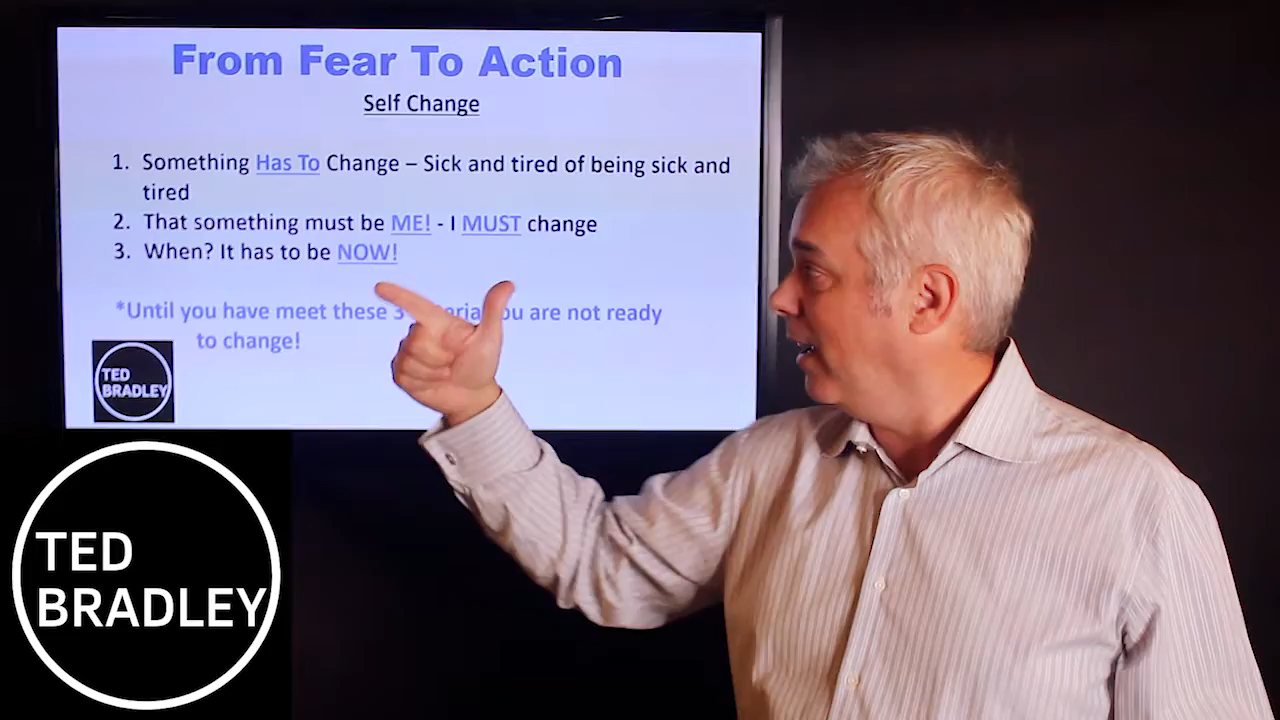 From Fear To Action
Self Change
1. Something Has To Change – Sick and tired of being sick and
tired
2. That something must be ME! - I MUST change
3. When? It has to be NOW!
*Until you have meet these 3 you are not ready
to change!
TED
BRADLEY
TED
BRADLEY